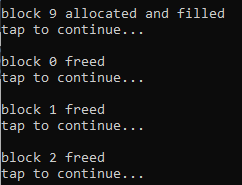 block 9 allocated and filled
tap to continue...
block 0 freed
tap to continue...
block 1 freed
tap to continue...
block 2 freed
tap to continue...